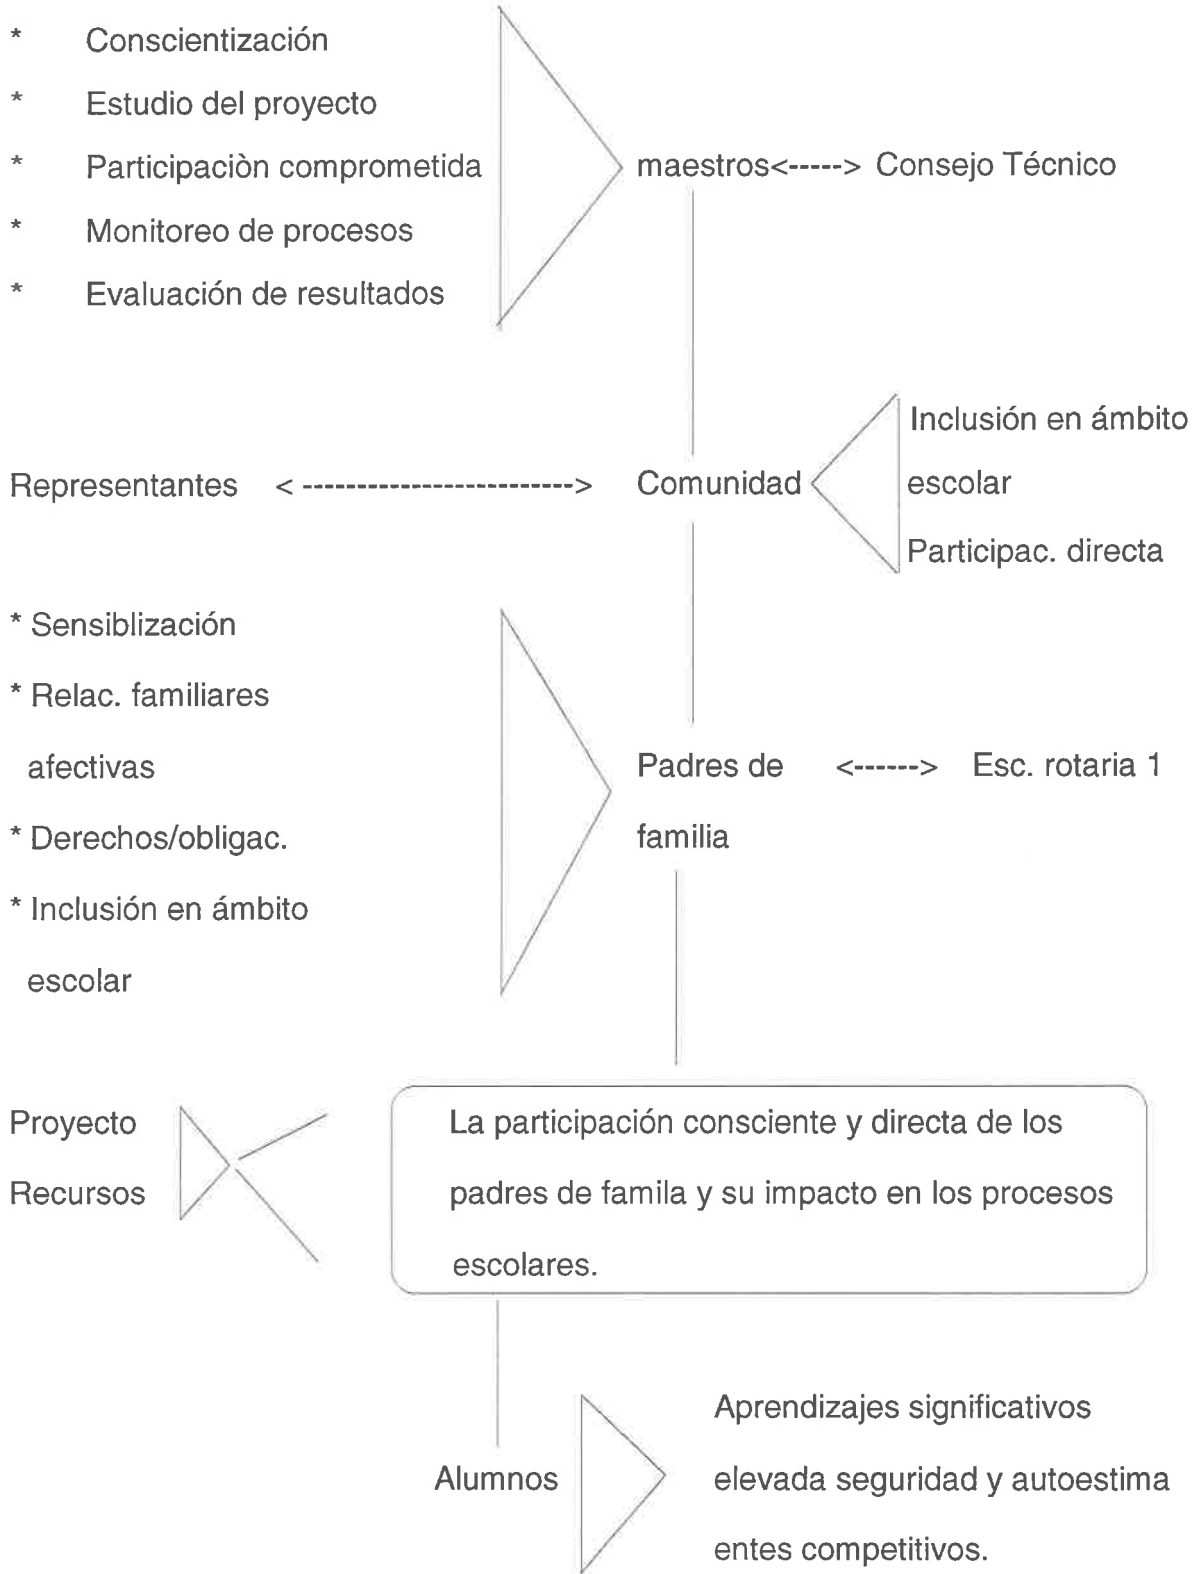 * Conscientización
* Estudio del proyecto
* Participaciòn comprometida
* Monitoreo de procesos
* Evaluación de resultados
maestros<-----> Consejo Técnico
Representantes < ------------------------> Comunidad
Inclusión en ámbito
escolar
Participac. directa
* Sensiblización
* Relac. familiares
afectivas
* Derechos/obligac.
* Inclusión en ámbito
escolar
Padres de <------> Esc. rotaria 1
familia
Proyecto
Recursos
La participación consciente y directa de los
padres de famila y su impacto en los procesos
escolares.
Alumnos
Aprendizajes significativos
elevada seguridad y autoestima
entes competitivos.